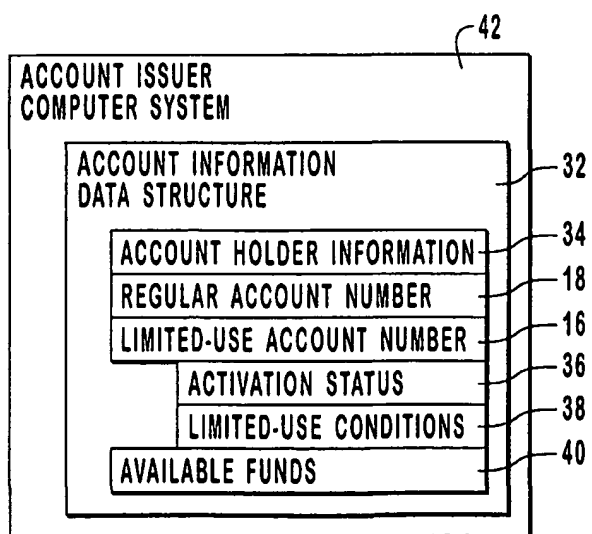 42
ACCOUNT ISSUER
COMPUTER SYSTEM
ACCOUNT INFORMATION
DATA STRUCTURE
32
ACCOUNT HOLDER INFORMATION
34
REGULAR ACCOUNT NUMBER
18
LIMITED-USE ACCOUNT NUMBER
16
ACTIVATION STATUS
36
LIMITED-USE CONDITIONS
38
AVAILABLE FUNDS
40